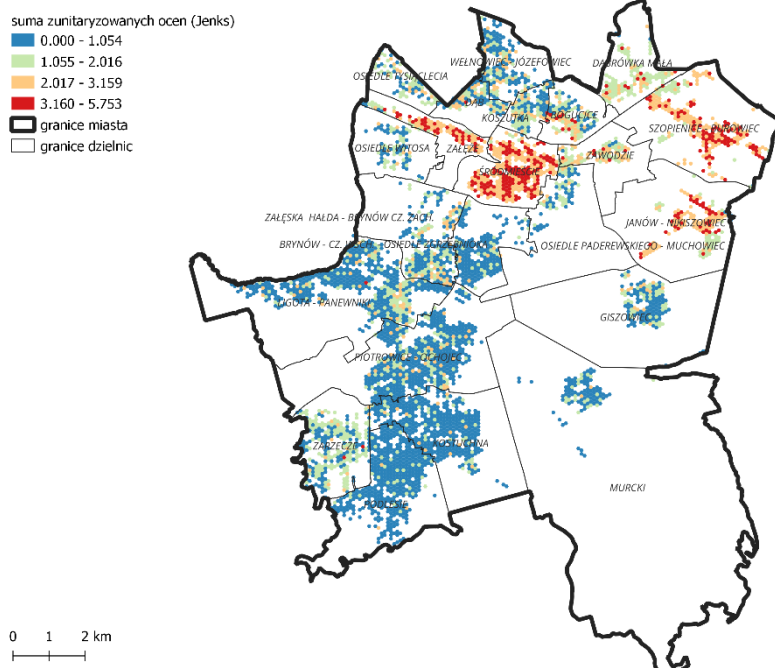 suma zunitaryzowanych ocen (Jenks)
0.000 - 1.054
1.055 - 2.016
2.017 - 3.159
3.160 - 5.753
granice miasta
granice dzielnic
WEŁNOWIEC - JÓZEFOWIEC
DĄBRÓWKA MAŁA
OSIEDLE TYSIĄCLECIA
DĄB
KOSZUTKA
BOGUCICE
SZOPIENICE - BUROWIEC
OSIEDLE WITOSA
ZAŁĘŻE
ZAWODZIE
ŚRÓDMIEŚCIE
ZAŁĘSKA HAŁDA - BRYNÓW CZ. ZACH.
JANÓW - NIKISZOWIEC
BRYNÓW - CZ. WSCH. - OSIEDLE ZGRZEBNIOKA
OSIEDLE PADEREWSKIEGO - MUCHOWIEC
LIGOTA - PANEWNIKI
GISZOWIEC
PIOTROWICE - OCHOJEC
ZARZECZE
KOSTUCHNA
MURCKI
PODLESIE
0 1 2 km